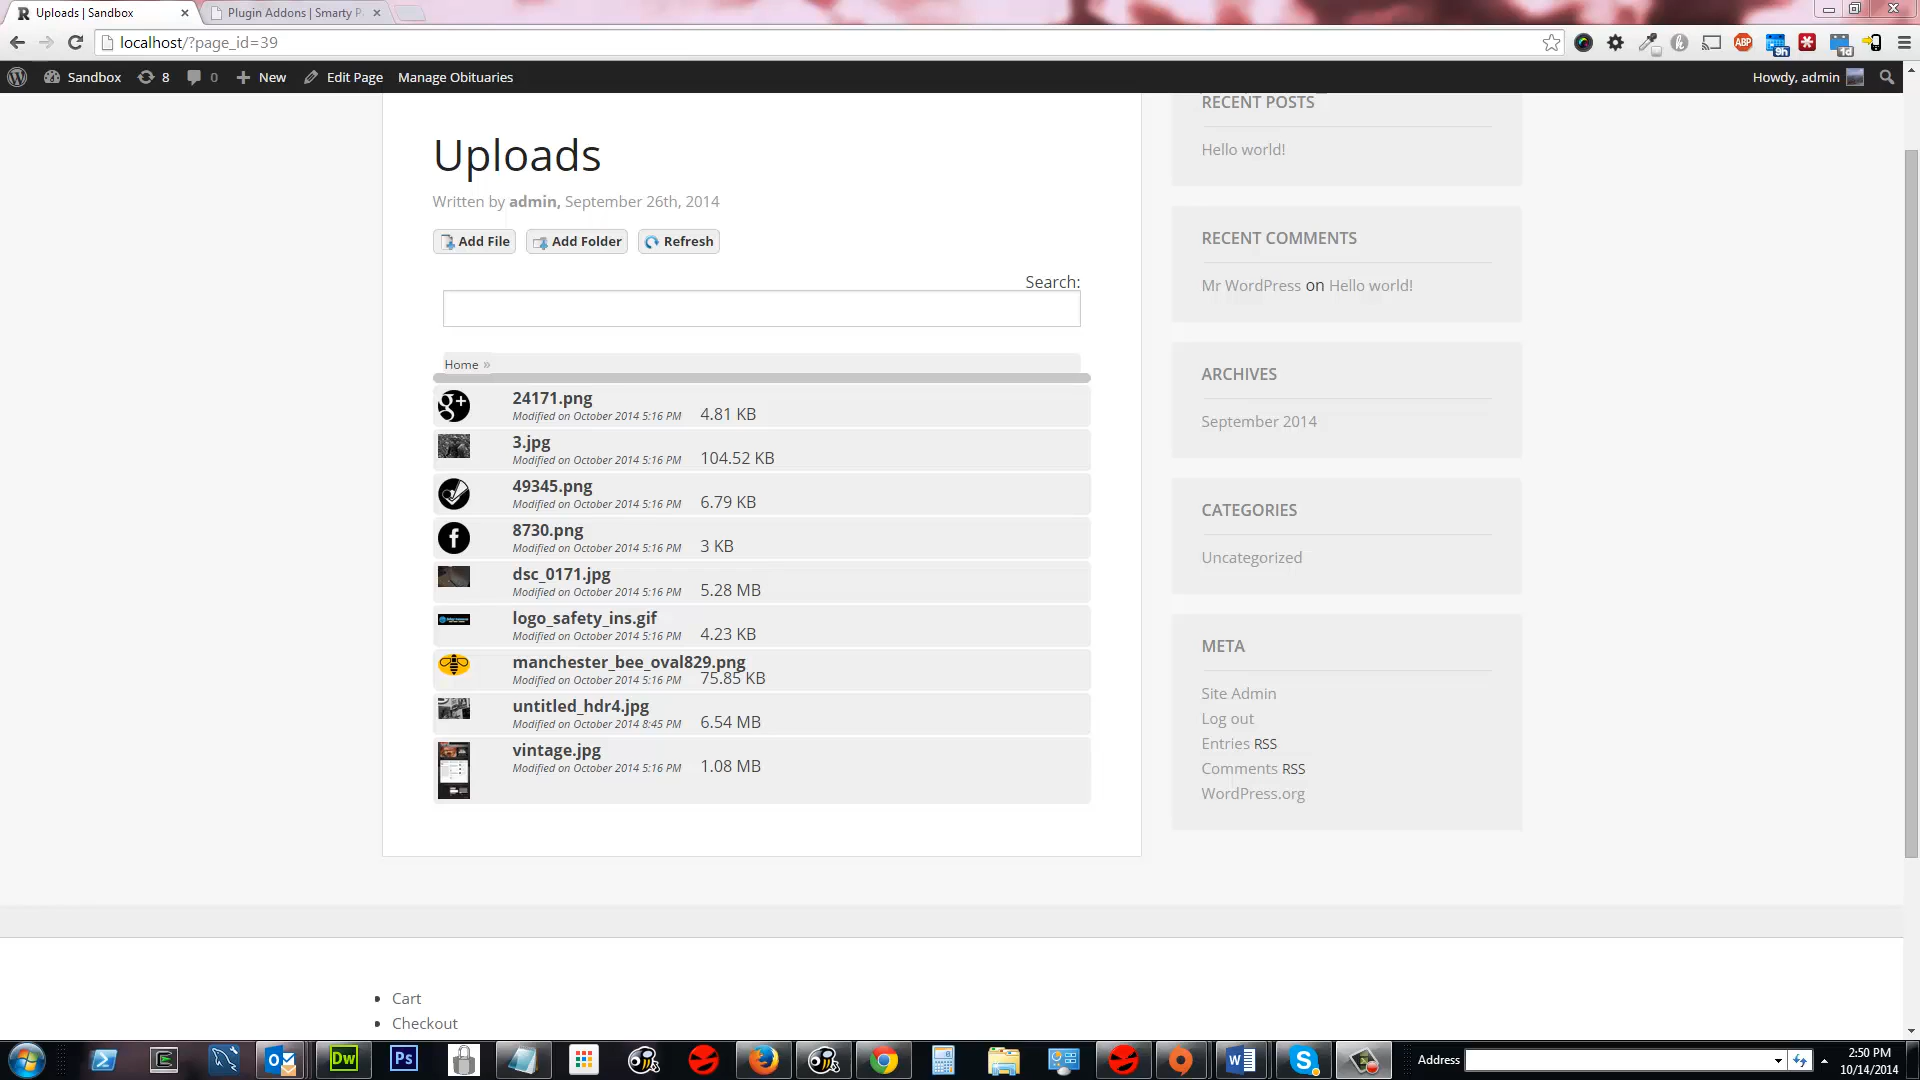 Uploads | Sandbox
Plugin Addons | Smarty P
localhost/?page_id=39
ABP
9h
1d
Sandbox
8
0
New
Edit Page
Manage Obituaries
Howdy, admin
Uploads
Written by admin, September 26th, 2014
Add File
Add Folder
Refresh
Search:
Home »
24171.png
Modified on October 2014 5:16 PM
4.81 KB
3.jpg
Modified on October 2014 5:16 PM
104.52 KB
49345.png
Modified on October 2014 5:16 PM
6.79 KB
8730.png
Modified on October 2014 5:16 PM
3 KB
dsc_0171.jpg
Modified on October 2014 5:16 PM
5.28 MB
logo_safety_ins.gif
Modified on October 2014 5:16 PM
4.23 KB
manchester_bee_oval829.png
Modified on October 2014 5:16 PM
75.85 KB
untitled_hdr4.jpg
Modified on October 2014 8:45 PM
6.54 MB
vintage.jpg
Modified on October 2014 5:16 PM
1.08 MB
RECENT POSTS
Hello world!
RECENT COMMENTS
Mr WordPress on Hello world!
ARCHIVES
September 2014
CATEGORIES
Uncategorized
META
Site Admin
Log out
Entries RSS
Comments RSS
WordPress.org
Cart
Checkout
Dw
Ps
Address
2:50 PM
10/14/2014